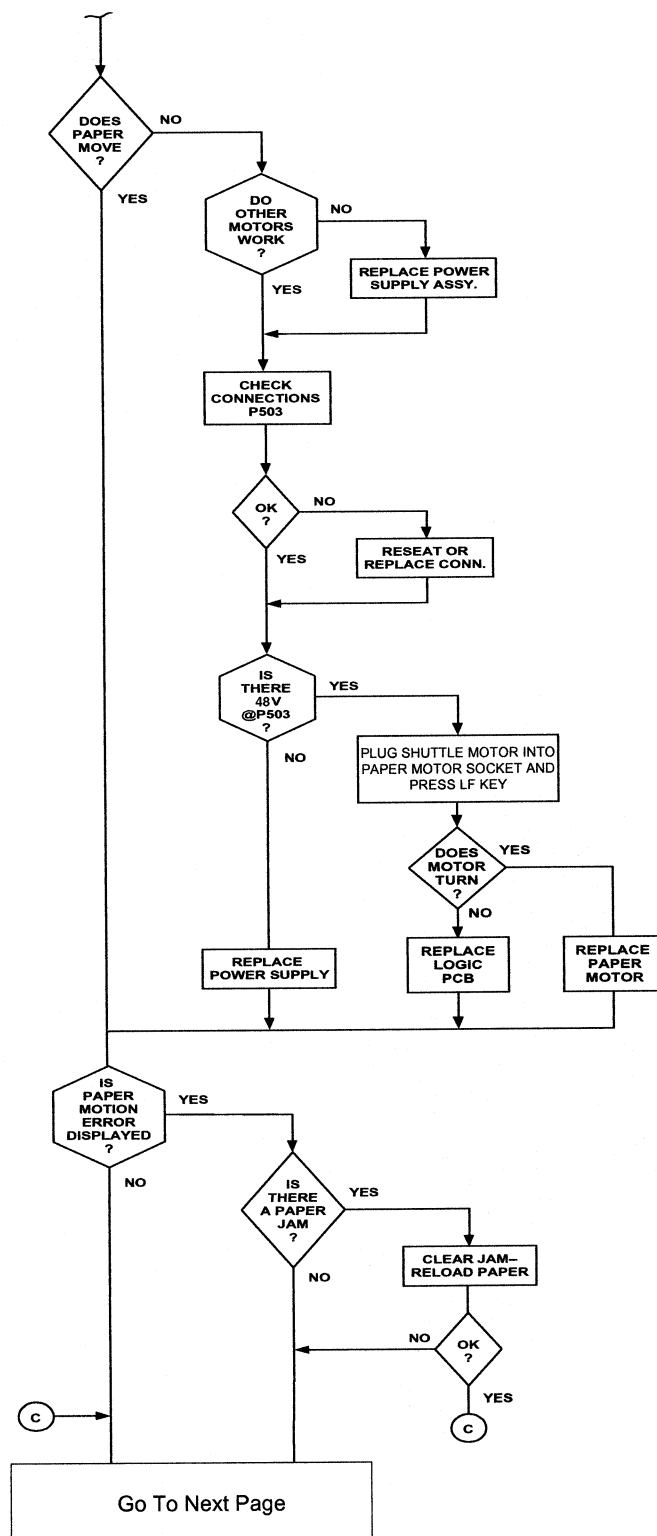 DOES
PAPER
MOVE
?
NO
YES
DO
OTHER
MOTORS
WORK
?
NO
YES
REPLACE POWER
SUPPLY ASSY.
CHECK
CONNECTIONS
P503
OK
?
NO
YES
RESEAT OR
REPLACE CONN.
IS
THERE
48V
@P503
?
YES
NO
PLUG SHUTTLE MOTOR INTO
PAPER MOTOR SOCKET AND
PRESS LF KEY
DOES
MOTOR
TURN
?
YES
NO
REPLACE
POWER SUPPLY
REPLACE
LOGIC
PCB
REPLACE
PAPER
MOTOR
IS
PAPER
MOTION
ERROR
DISPLAYED
?
YES
NO
IS
THERE
A PAPER
JAM
?
YES
NO
CLEAR JAM–
RELOAD PAPER
OK
?
NO
YES
C
C
Go To Next Page